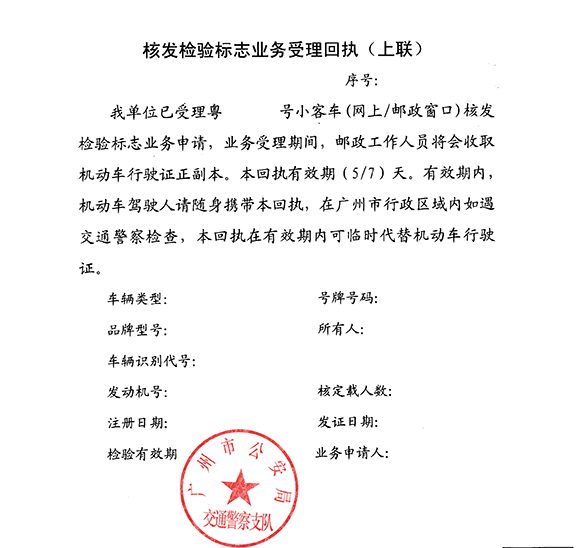 核发检验标志业务受理回执（上联）
序号：
我单位已受理粤 号小客车（网上/邮政窗口）核发
检验标志业务申请，业务受理期间，邮政工作人员将会收取
机动车行驶证正副本。本回执有效期（5/7）天。有效期内，
机动车驾驶人请随身携带本回执，在广州市行政区域内如遇
交通警察检查，本回执在有效期内可临时代替机动车行驶
证。
车辆类型： 号牌号码：
品牌型号： 所有人：
车辆识别代号：
发动机号： 核定载人数：
注册日期： 发证日期：
检验有效期 业务申请人：
广州市公安局
交通警察支队